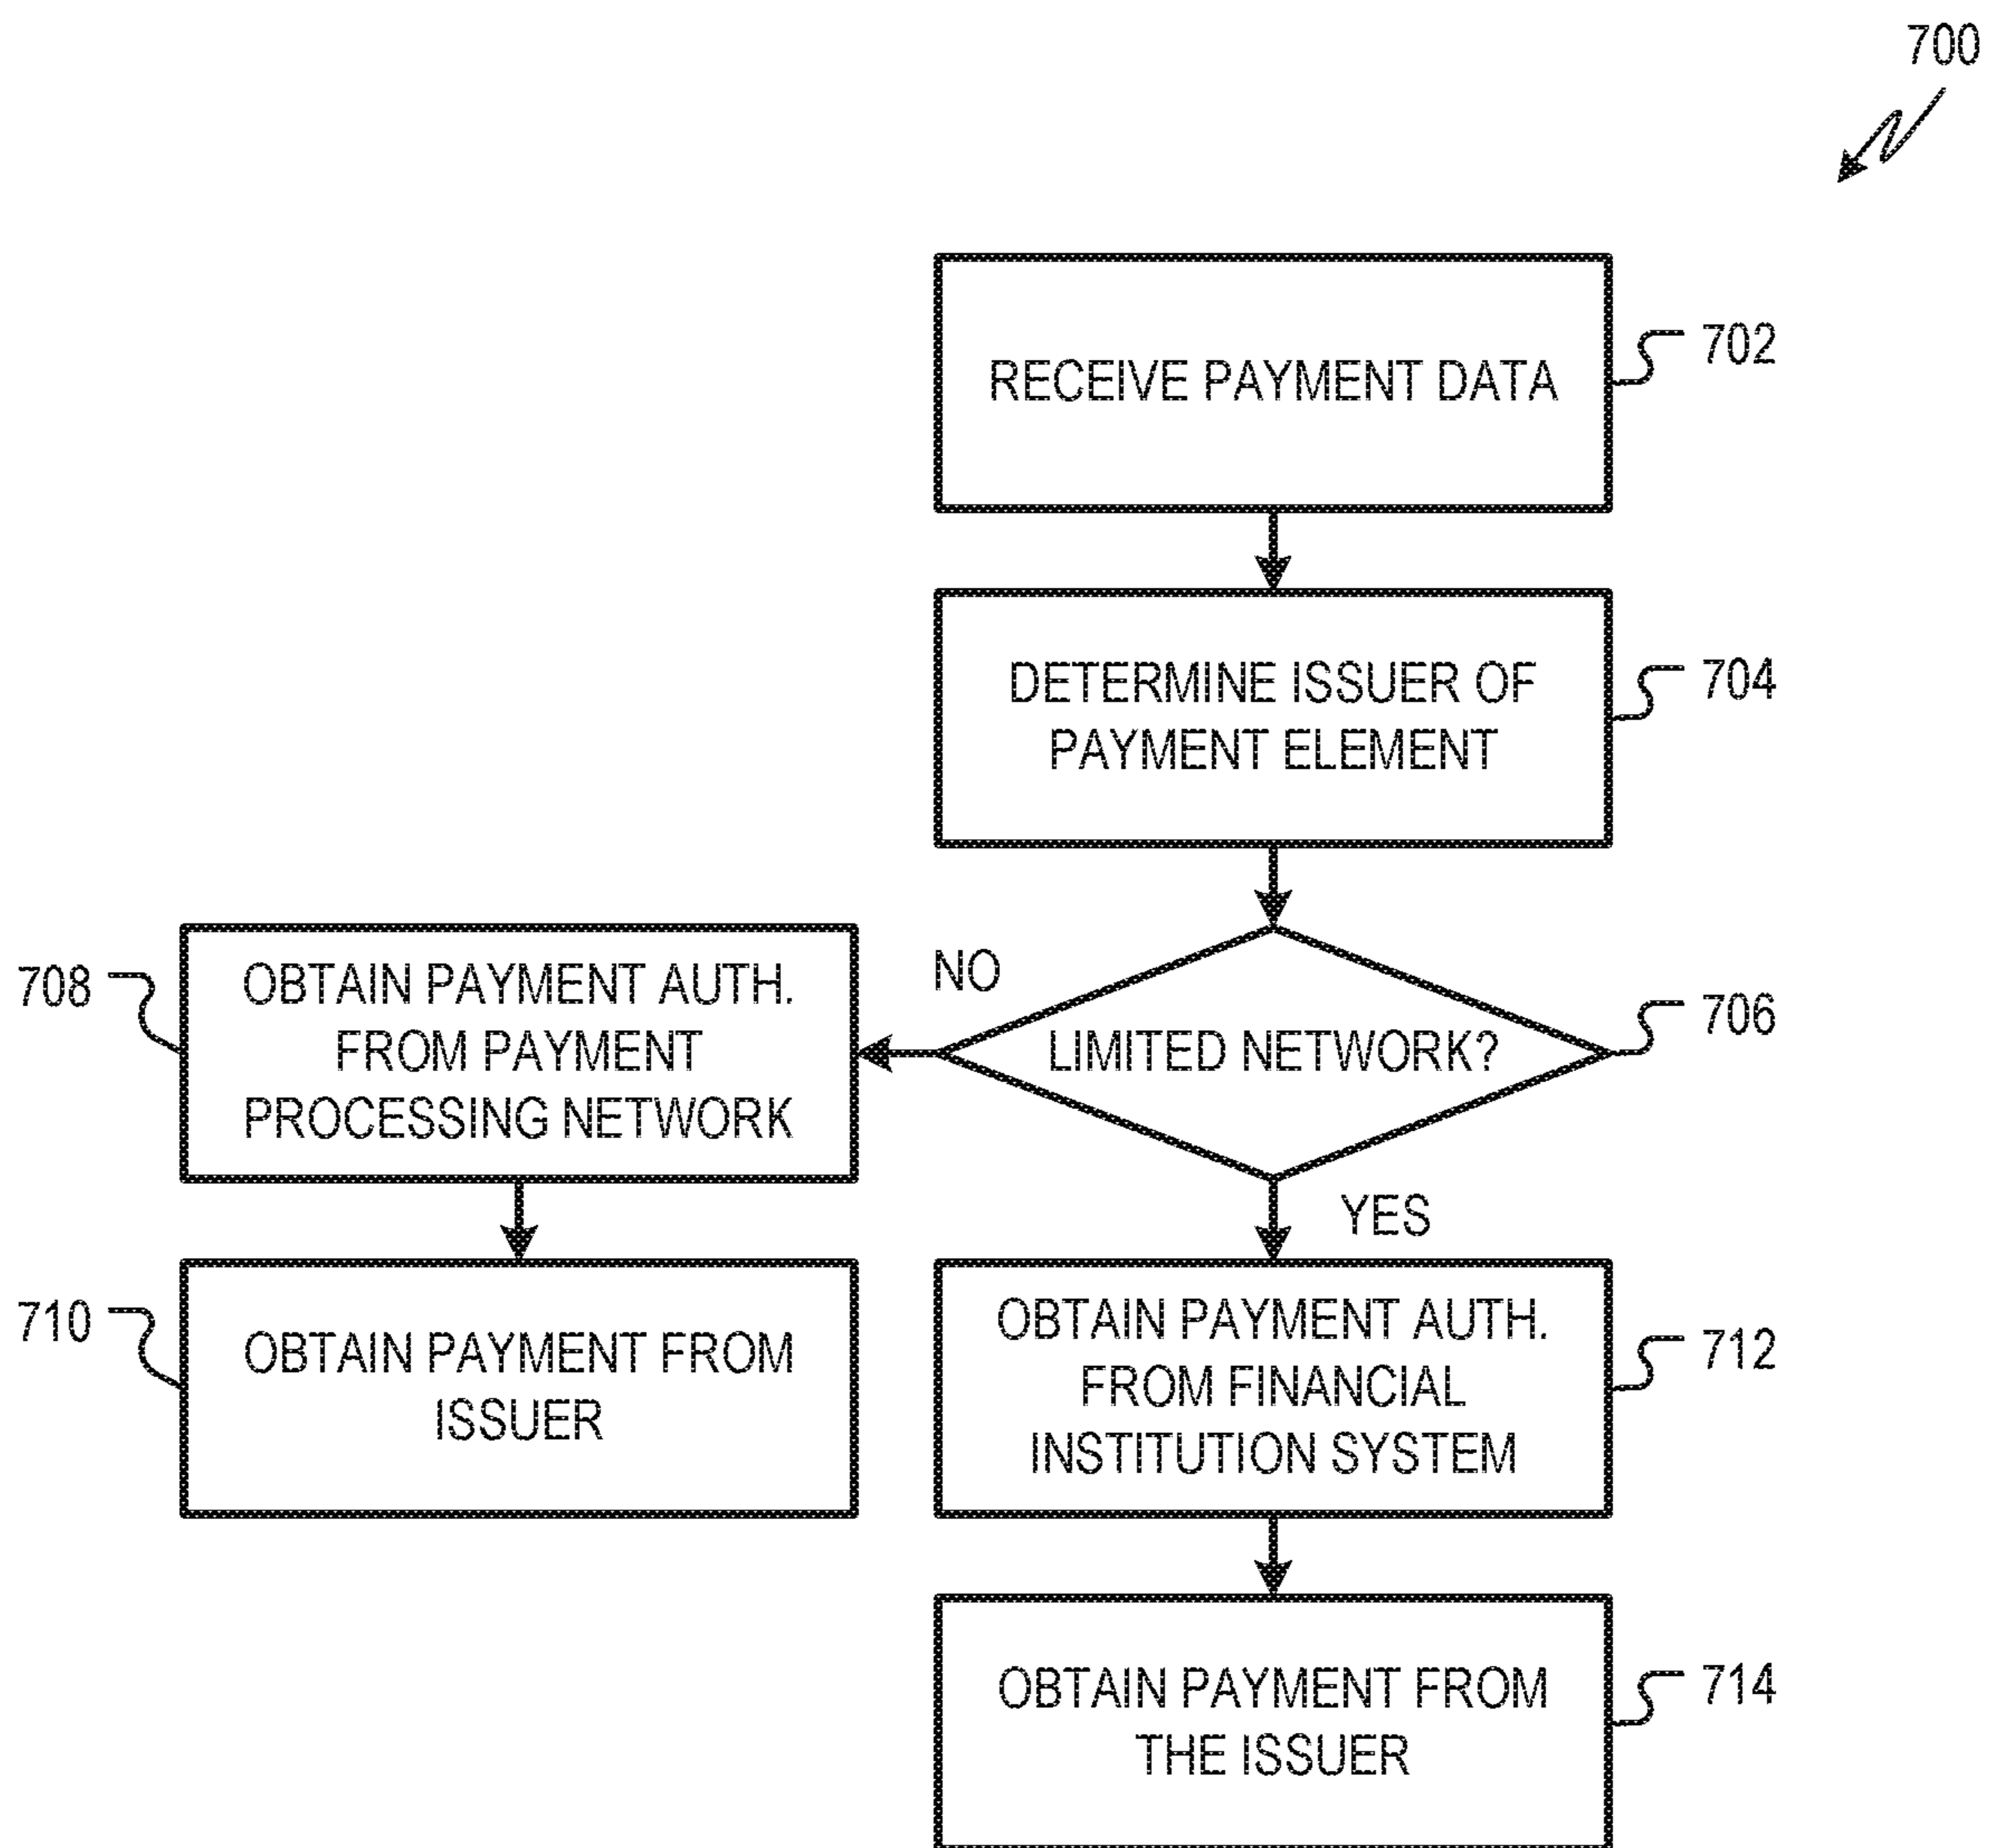 700
RECEIVE PAYMENT DATA
702
DETERMINE ISSUER OF
PAYMENT ELEMENT
704
LIMITED NETWORK?
706
NO
YES
708
OBTAIN PAYMENT AUTH.
FROM PAYMENT
PROCESSING NETWORK
710
OBTAIN PAYMENT FROM
ISSUER
OBTAIN PAYMENT AUTH.
FROM FINANCIAL
INSTITUTION SYSTEM
712
OBTAIN PAYMENT FROM
THE ISSUER
714